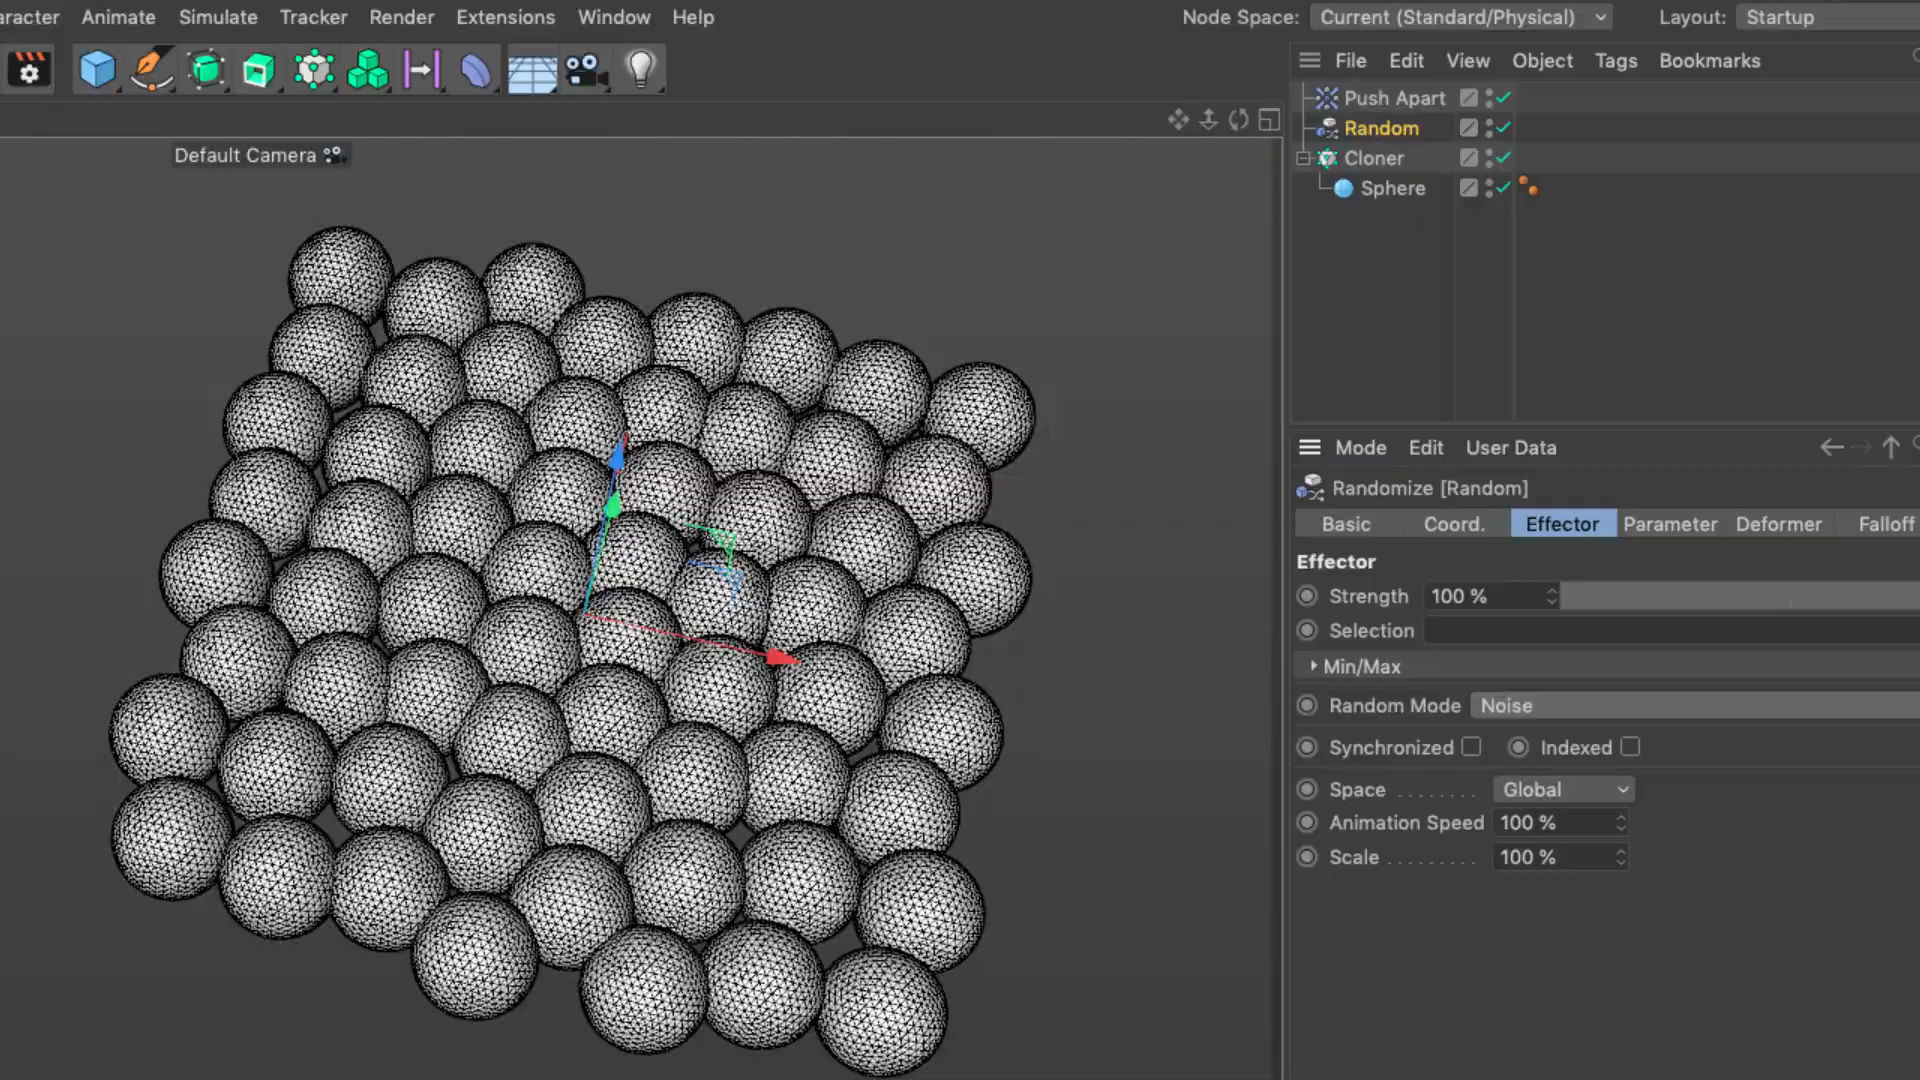 aracter Animate Simulate Tracker Render Extensions Window Help Node Space: Current (Standard/Physical) Layout: Startup
File Edit View Object Tags Bookmarks
Push Apart
Random
Cloner
Sphere
Default Camera
Mode Edit User Data
Randomize [Random]
Basic Coord. Effector Parameter Deformer Falloff
Effector
Strength 100 %
Selection
Min/Max
Random Mode Noise
Synchronized Indexed
Space ........ Global
Animation Speed 100 %
Scale ......... 100 %